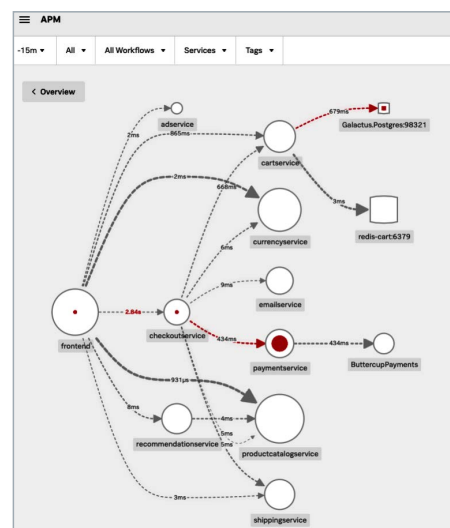 APM
-15m
All
All Workflows
Services
Tags
< Overview
679ms
Galactus.Postgres:98321
2ms
adservice
865ms
cartservice
2ms
668ms
3ms
redis-cart:6379
6ms
currencyservice
9ms
emailservice
2.84s
frontend
checkoutservice
434ms
434ms
paymentservice
ButtercupPayments
931µs
8ms
4ms
recommendationservice
5ms
5ms
productcatalogservice
3ms
shippingservice